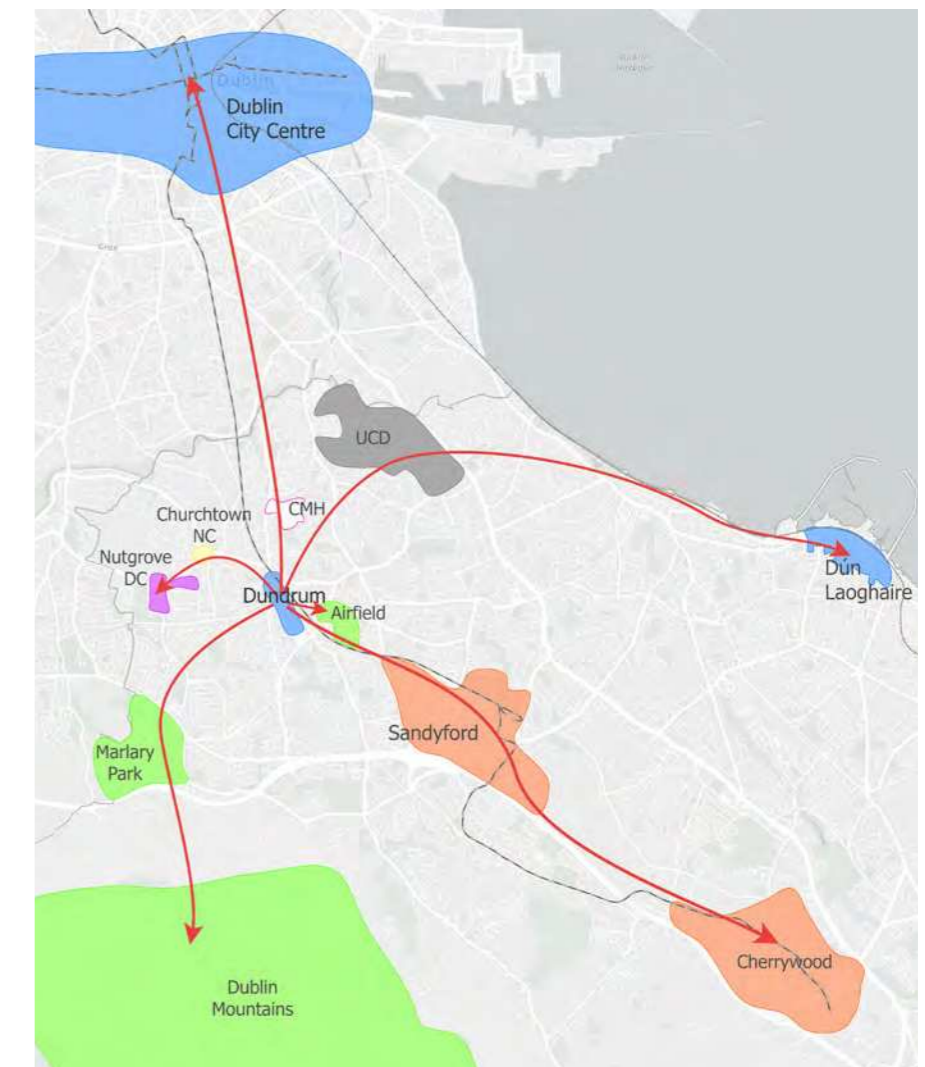 Dublin
Dublin
City Centre
UCD
CMH
Churchtown
NC
Nutgrove
DC
Dundrum
Airfield
Dún
Laoghaire
Sandyford
Marlary
Park
Cherrywood
Dublin
Mountains